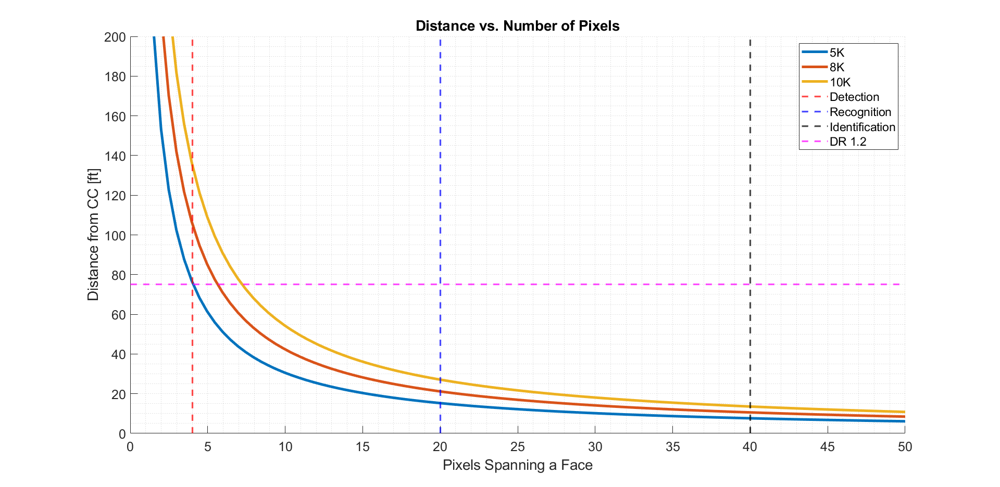 Distance vs. Number of Pixels
200
180
160
140
120
100
80
60
40
20
0
Distance from CC [ft]
5K
8K
10K
Detection
Recognition
Identification
DR 1.2
0 5 10 15 20 25 30 35 40 45 50
Pixels Spanning a Face